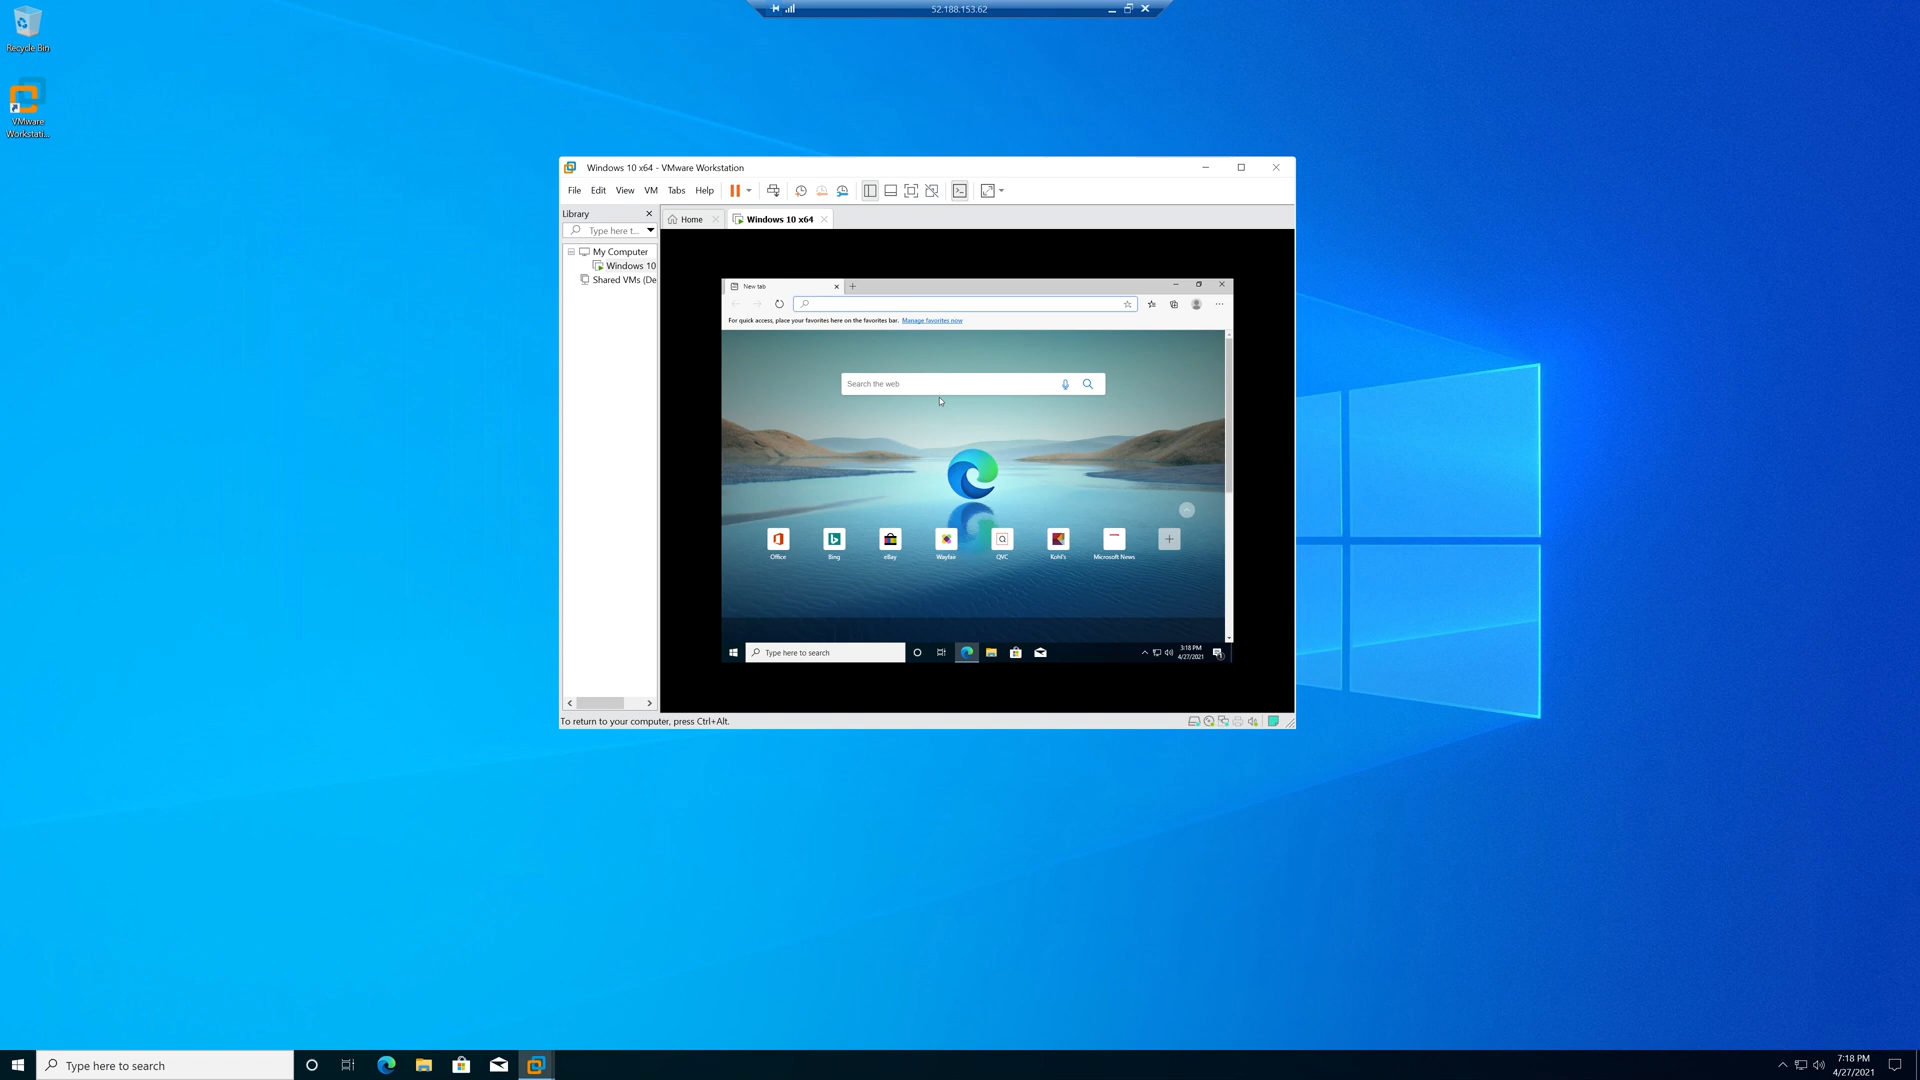 52.188.153.62
Recycle Bin
VMware
Workstati...
Windows 10 x64 - VMware Workstation
File Edit View VM Tabs Help
Library
Home
Windows 10 x64
Type here t...
My Computer
Windows 10
Shared VMs (De
New tab
For quick access, place your favorites here on the favorites bar. Manage favorites now
Search the web
Office Bing eBay Wayfair QVC Kohl's Microsoft News
Type here to search
3:18 PM
4/27/2021
To return to your computer, press Ctrl+Alt.
Type here to search
7:18 PM
4/27/2021